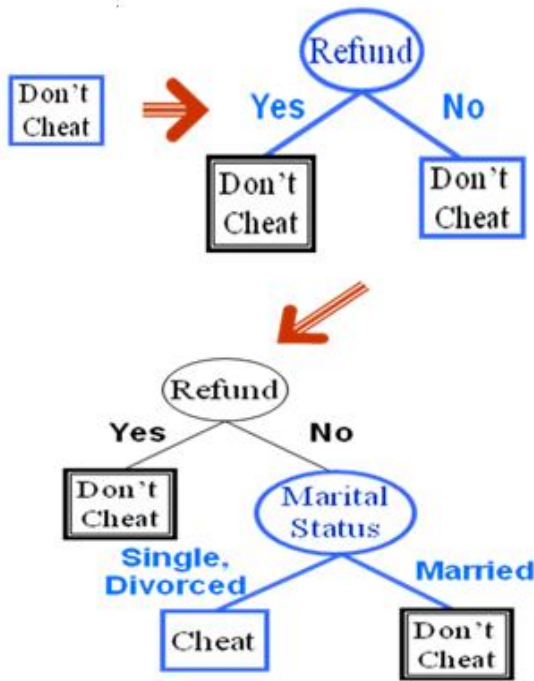 Don't
Cheat
Refund
Yes No
Don't
Cheat
Don't
Cheat
Refund
Yes No
Don't
Cheat
Marital
Status
Single,
Divorced
Married
Cheat
Don't
Cheat